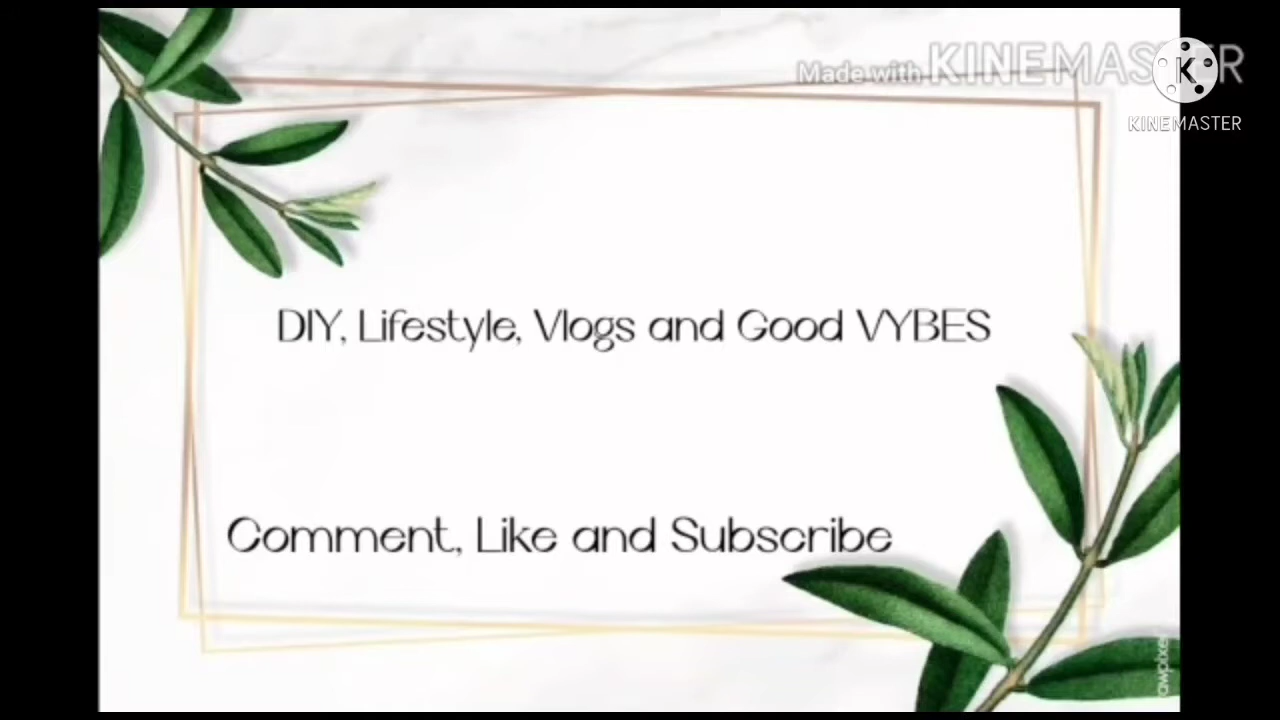 Made with KINEMASTER
KINEMASTER
DIY, Lifestyle, Vlogs and Good VYBES
Comment, Like and Subscribe